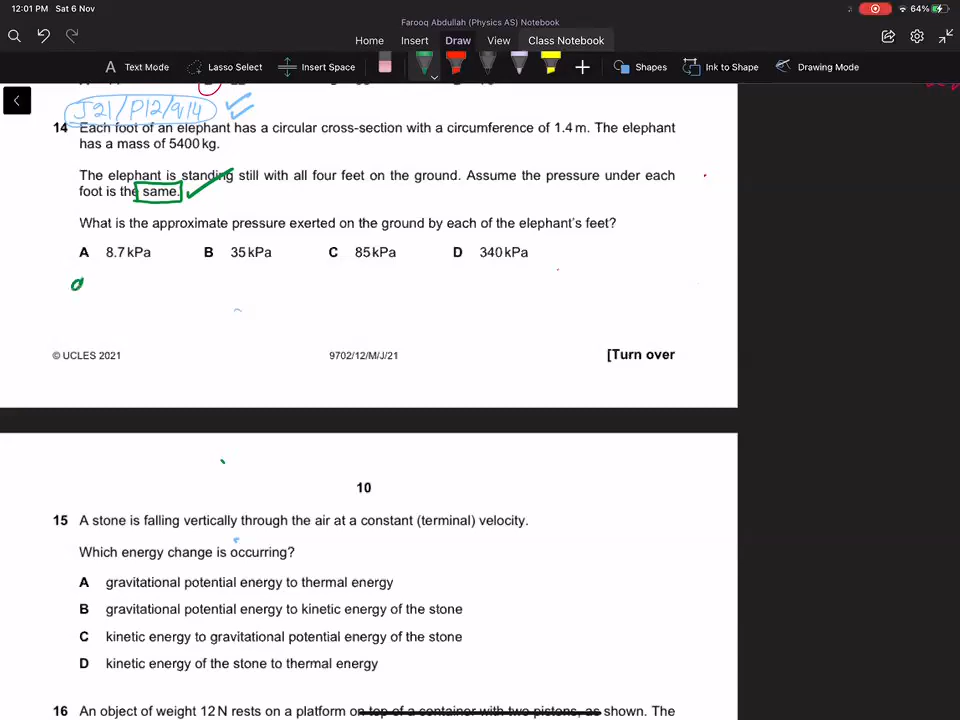 12:01 PM Sat 6 Nov
64%
Farooq Abdullah (Physics AS) Notebook
Home Insert Draw View Class Notebook
Text Mode Lasso Select Insert Space Shapes Ink to Shape Drawing Mode
J21/P12/q14
14 Each foot of an elephant has a circular cross-section with a circumference of 1.4 m. The elephant
has a mass of 5400 kg.
The elephant is standing still with all four feet on the ground. Assume the pressure under each
foot is the same.
What is the approximate pressure exerted on the ground by each of the elephant's feet?
A 8.7 kPa B 35 kPa C 85 kPa D 340 kPa
© UCLES 2021 9702/12/M/J/21 [Turn over
10
15 A stone is falling vertically through the air at a constant (terminal) velocity.
Which energy change is occurring?
A gravitational potential energy to thermal energy
B gravitational potential energy to kinetic energy of the stone
C kinetic energy to gravitational potential energy of the stone
D kinetic energy of the stone to thermal energy
16 An object of weight 12 N rests on a platform on top of a container with two pistons, as shown. The